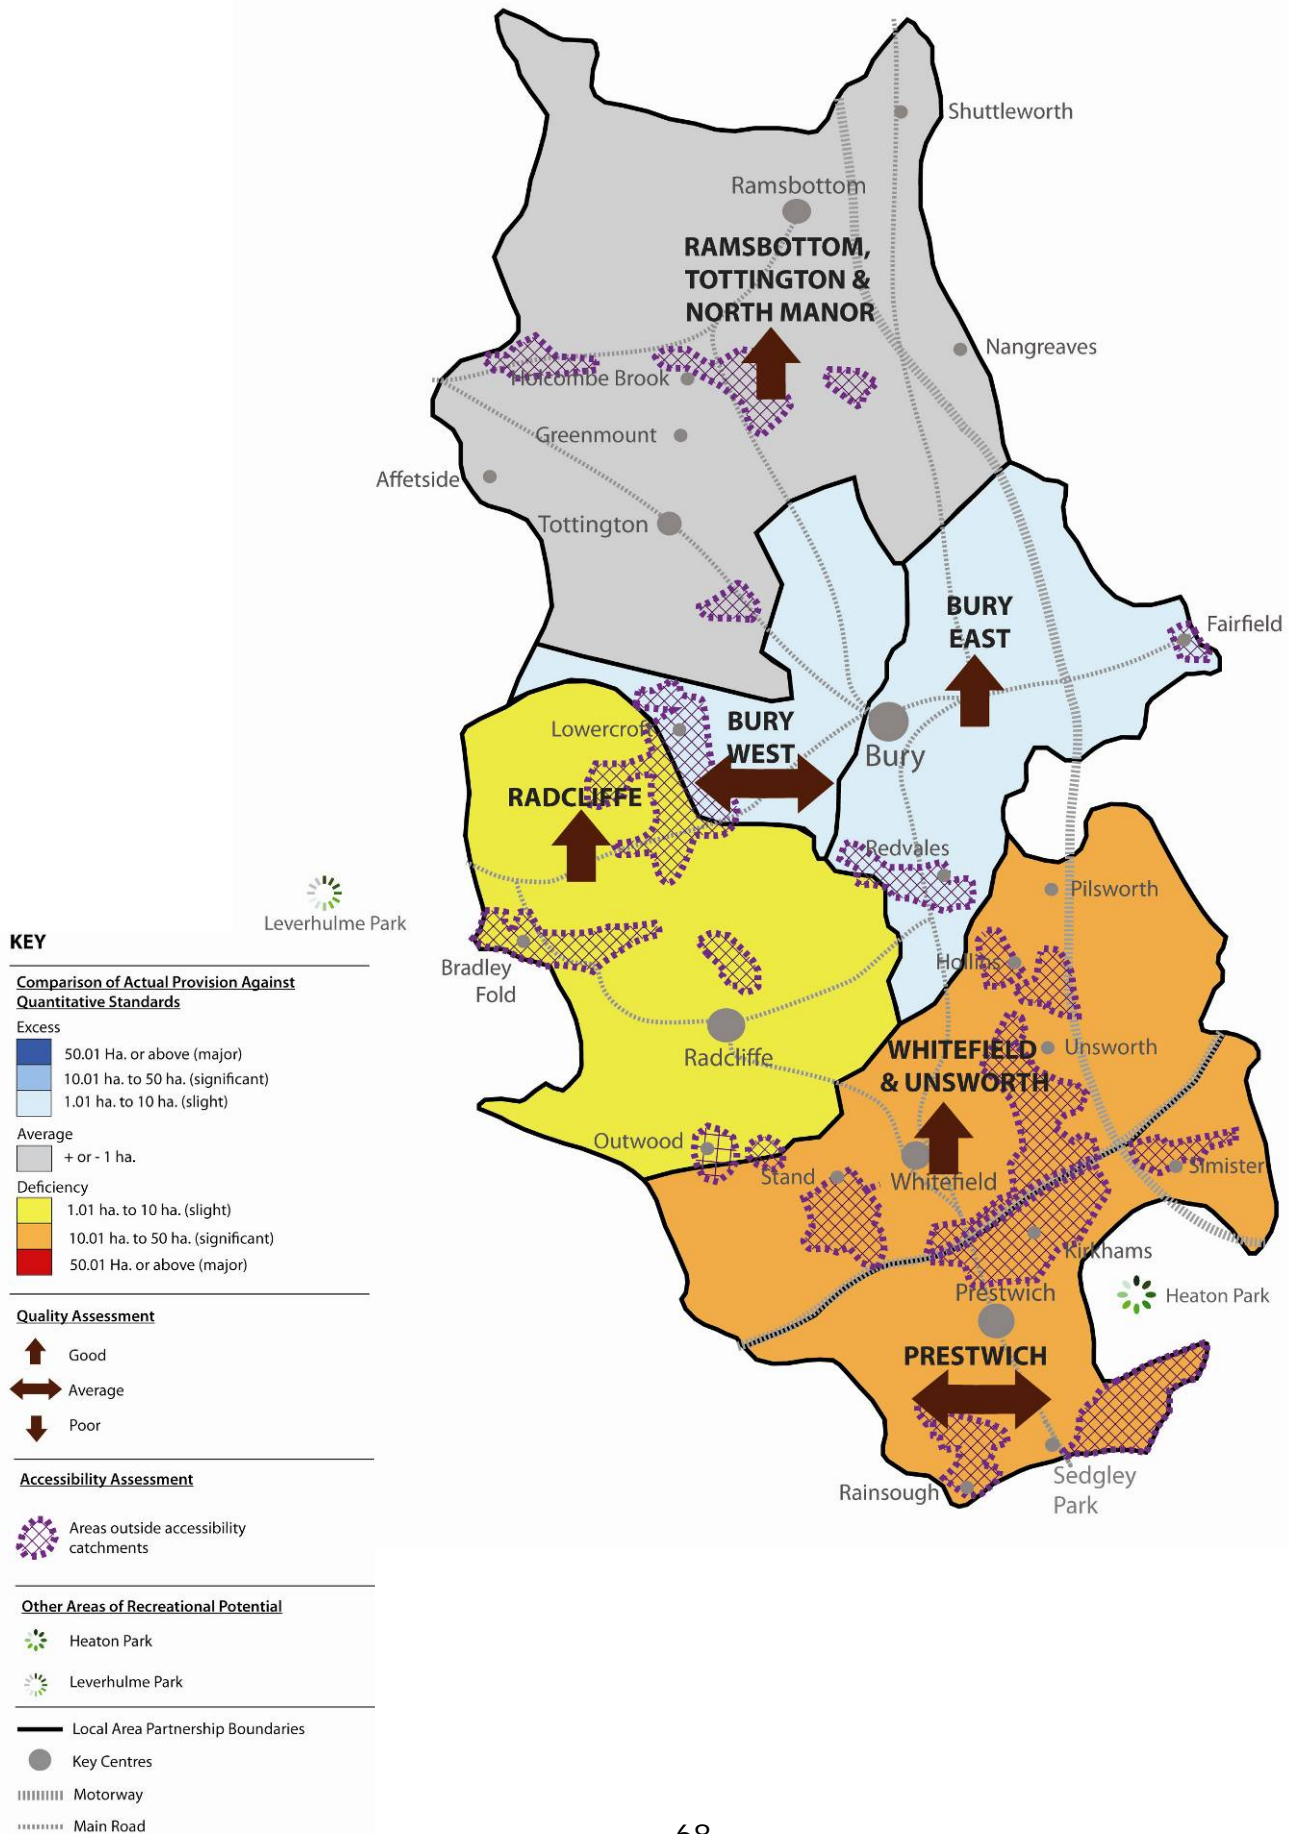 Shuttleworth
Ramsbottom
RAMSBOTTOM,
TOTTINGTON &
NORTH MANOR
Nangreaves
Holcombe Brook
Greenmount
Affetside
Tottington
BURY
EAST
Fairfield
Lowercroft
BURY
WEST
Bury
RADCLIFFE
Redvales
Pilsworth
Leverhulme Park
Bradley
Fold
Hollins
Radcliffe
WHITEFIELD
& UNSWORTH
Unsworth
Outwood
Stand
Whitefield
Simister
Kirkhams
Prestwich
Heaton Park
PRESTWICH
Rainsough
Sedgley
Park
KEY
Comparison of Actual Provision Against
Quantitative Standards
Excess
50.01 Ha. or above (major)
10.01 ha. to 50 ha. (significant)
1.01 ha. to 10 ha. (slight)
Average
+ or - 1 ha.
Deficiency
1.01 ha. to 10 ha. (slight)
10.01 ha. to 50 ha. (significant)
50.01 Ha. or above (major)
Quality Assessment
Good
Average
Poor
Accessibility Assessment
Areas outside accessibility
catchments
Other Areas of Recreational Potential
Heaton Park
Leverhulme Park
Local Area Partnership Boundaries
Key Centres
Motorway
Main Road
68